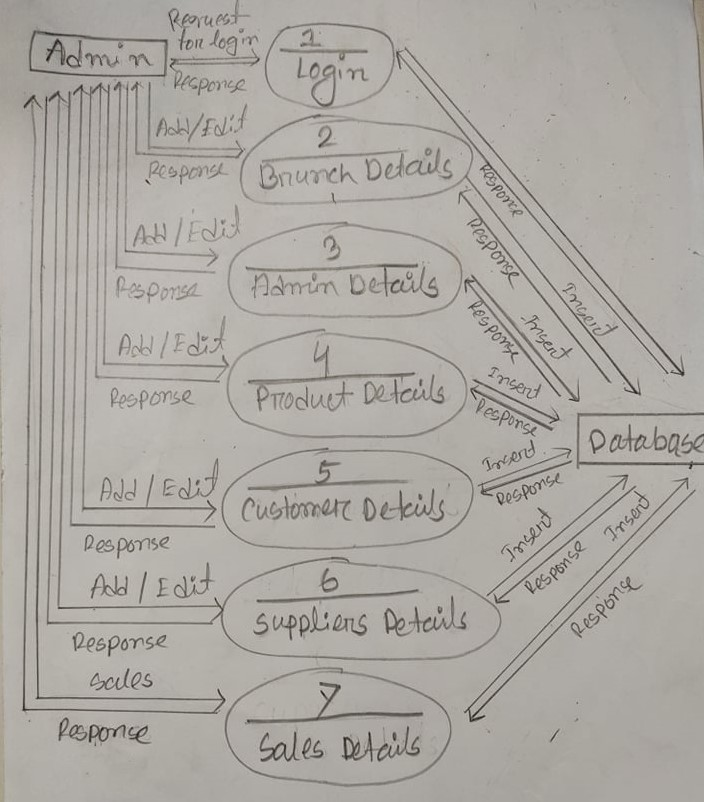 Request
for login
Admin
Response
1
Login
Add/Edit
Response
2
Brunch Details
Add / Edit
Response
3
Admin Details
Add / Edit
Response
4
Product Details
Add / Edit
Response
5
Customer Details
Add / Edit
Response
6
Suppliers Details
Sales
Response
7
Sales Details
Response
Insert
Response
Insert
Response
Insert
Response
Database
Insert
Response
Insert
Response
Insert
Response